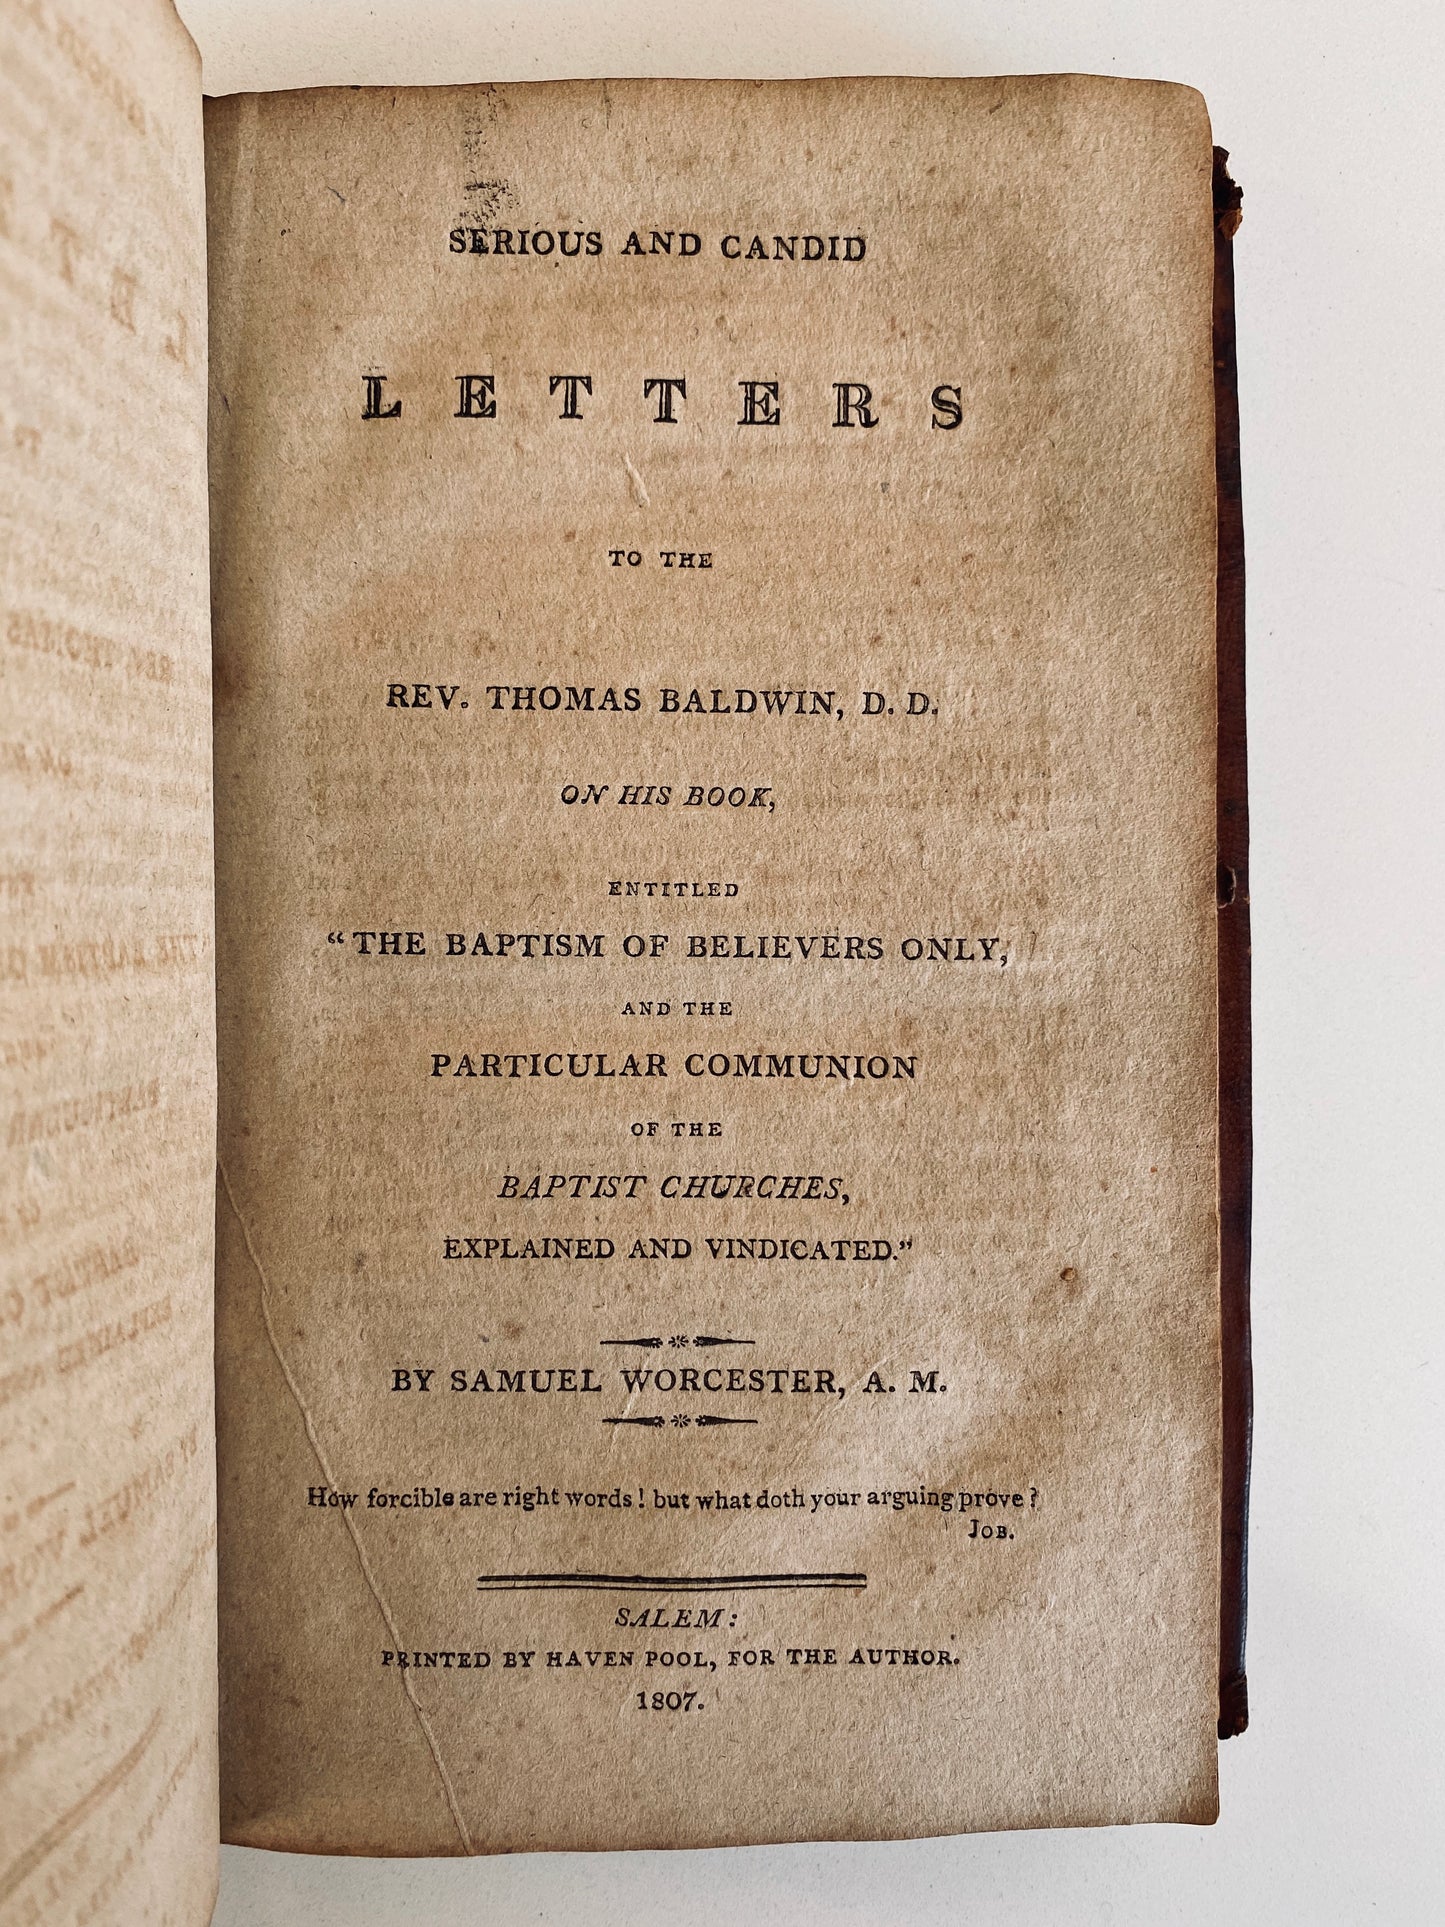 SERIOUS AND CANDID
LETTERS
TO THE
REV. THOMAS BALDWIN, D. D.
ON HIS BOOK,
ENTITLED
“THE BAPTISM OF BELIEVERS ONLY,
AND THE
PARTICULAR COMMUNION
OF THE
BAPTIST CHURCHES,
EXPLAINED AND VINDICATED.”
BY SAMUEL WORCESTER, A. M.
How forcible are right words! but what doth your arguing prove?
JOB.
SALEM:
PRINTED BY HAVEN POOL, FOR THE AUTHOR.
1807.